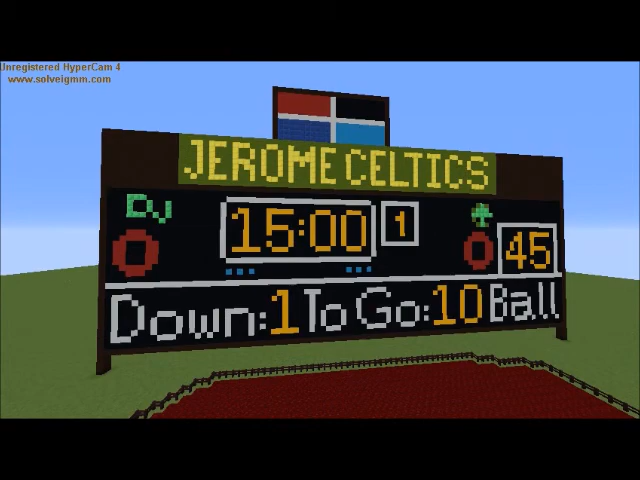 Unregistered HyperCam 4
www.solveigmm.com
JEROME CELTICS
DJ
15:00 1
0 0 45
Down:1 To Go:10 Ball